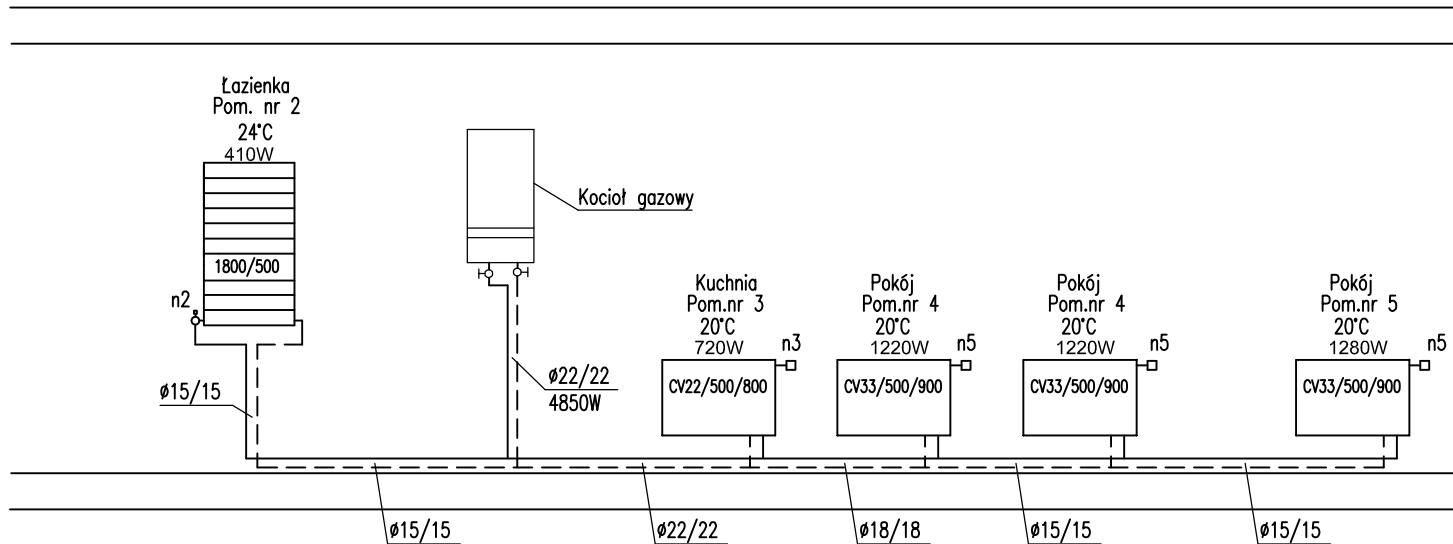 Łazienka
Pom. nr 2
24°C
410W
1800/500
n2
ø15/15
Kocioł gazowy
ø22/22
4850W
Kuchnia
Pom.nr 3
20°C
720W
n3
CV22/500/800
Pokój
Pom.nr 4
20°C
1220W
n5
CV33/500/900
Pokój
Pom.nr 4
20°C
1220W
n5
CV33/500/900
Pokój
Pom.nr 5
20°C
1280W
n5
CV33/500/900
ø15/15
ø22/22
ø18/18
ø15/15
ø15/15